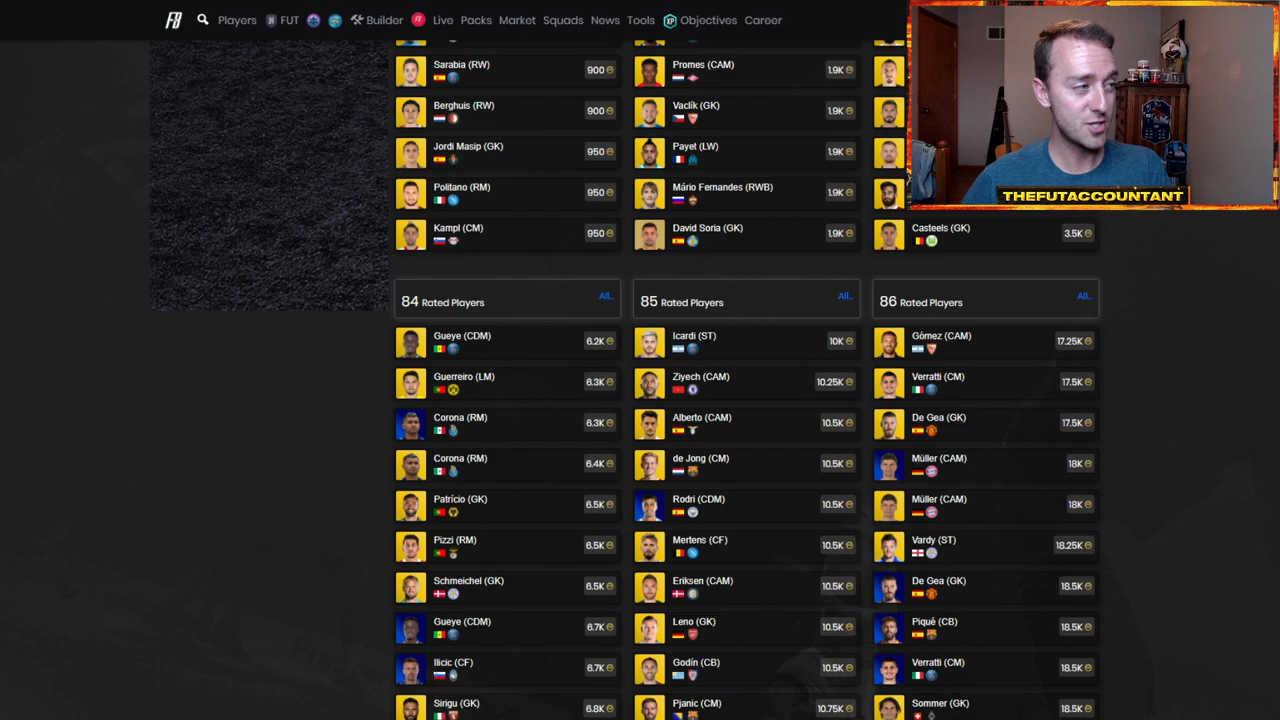 FB Players FUT Builder Live Packs Market Squads News Tools XP Objectives Career
Sarabia (RW) 900
Berghuis (RW) 900
Jordi Masip (GK) 950
Politano (RM) 950
Kampl (CM) 950
Promes (CAM) 1.9K
Vaclík (GK) 1.9K
Payet (LW) 1.9K
Mário Fernandes (RWB) 1.9K
David Soria (GK) 1.9K
Casteels (GK) 3.5K
THEFUTACCOUNTANT
84 Rated Players All..
Gueye (CDM) 6.2K
Guerreiro (LM) 6.3K
Corona (RM) 6.3K
Corona (RM) 6.4K
Patrício (GK) 6.5K
Pizzi (RM) 6.5K
Schmeichel (GK) 6.5K
Gueye (CDM) 6.7K
Ilicic (CF) 6.7K
Sirigu (GK) 6.8K
85 Rated Players All..
Icardi (ST) 10K
Ziyech (CAM) 10.25K
Alberto (CAM) 10.5K
de Jong (CM) 10.5K
Rodri (CDM) 10.5K
Mertens (CF) 10.5K
Eriksen (CAM) 10.5K
Leno (GK) 10.5K
Godín (CB) 10.5K
Pjanic (CM) 10.75K
86 Rated Players All..
Gómez (CAM) 17.25K
Verratti (CM) 17.5K
De Gea (GK) 17.5K
Müller (CAM) 18K
Müller (CAM) 18K
Vardy (ST) 18.25K
De Gea (GK) 18.5K
Piqué (CB) 18.5K
Verratti (CM) 18.5K
Sommer (GK) 18.5K